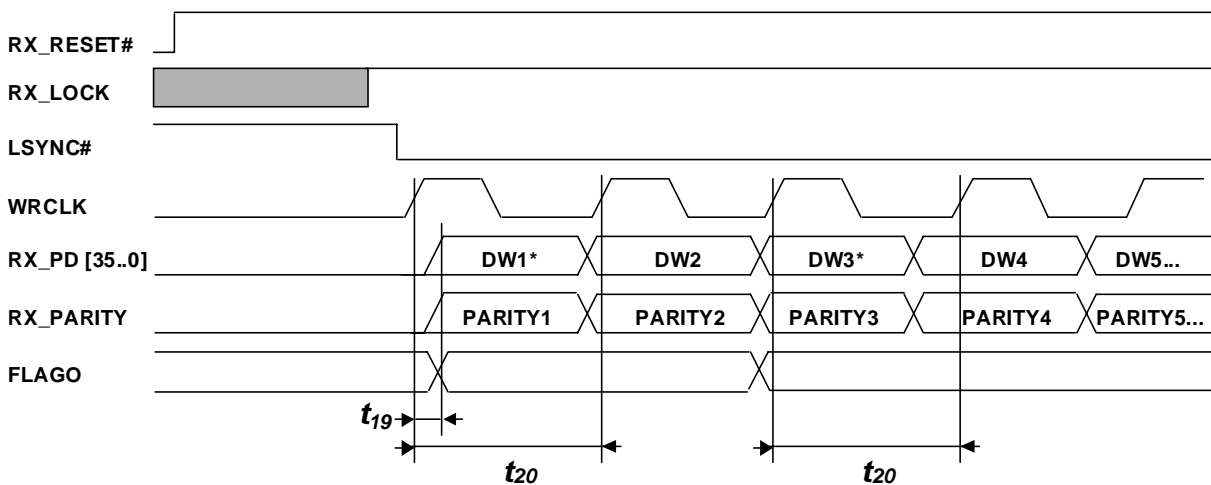 RX_RESET#
RX_LOCK
LSYNC#
WRCLK
RX_PD [35..0] DW1* DW2 DW3* DW4 DW5...
RX_PARITY PARITY1 PARITY2 PARITY3 PARITY4 PARITY5...
FLAGO
t19
t20 t20